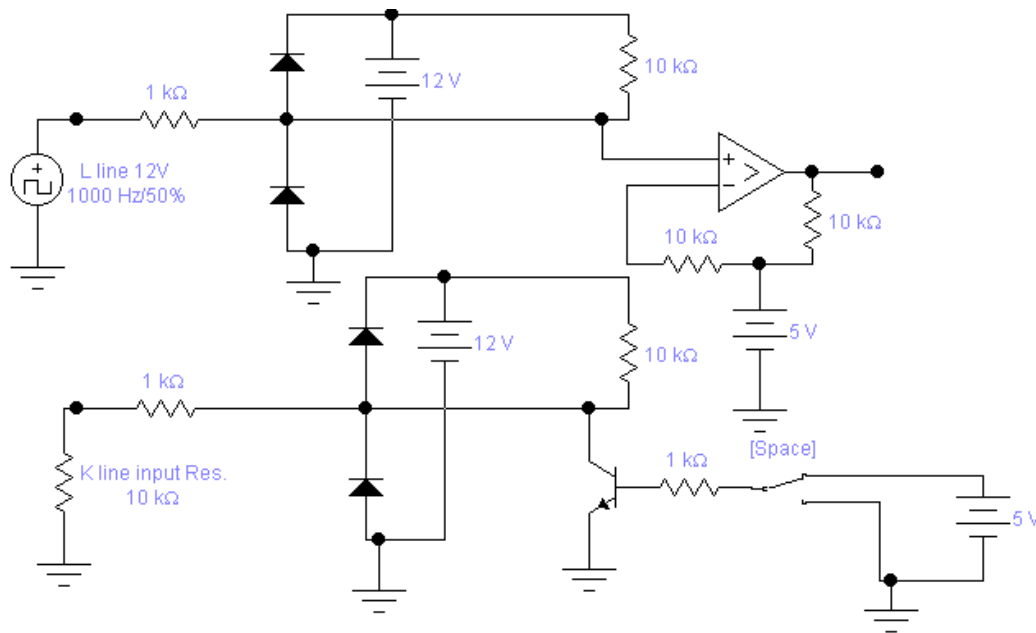 12 V
10 kΩ
1 kΩ
L line 12V
1000 Hz/50%
+
+
−
>
10 kΩ
10 kΩ
5 V
12 V
10 kΩ
1 kΩ
K line input Res.
10 kΩ
[Space]
1 kΩ
5 V